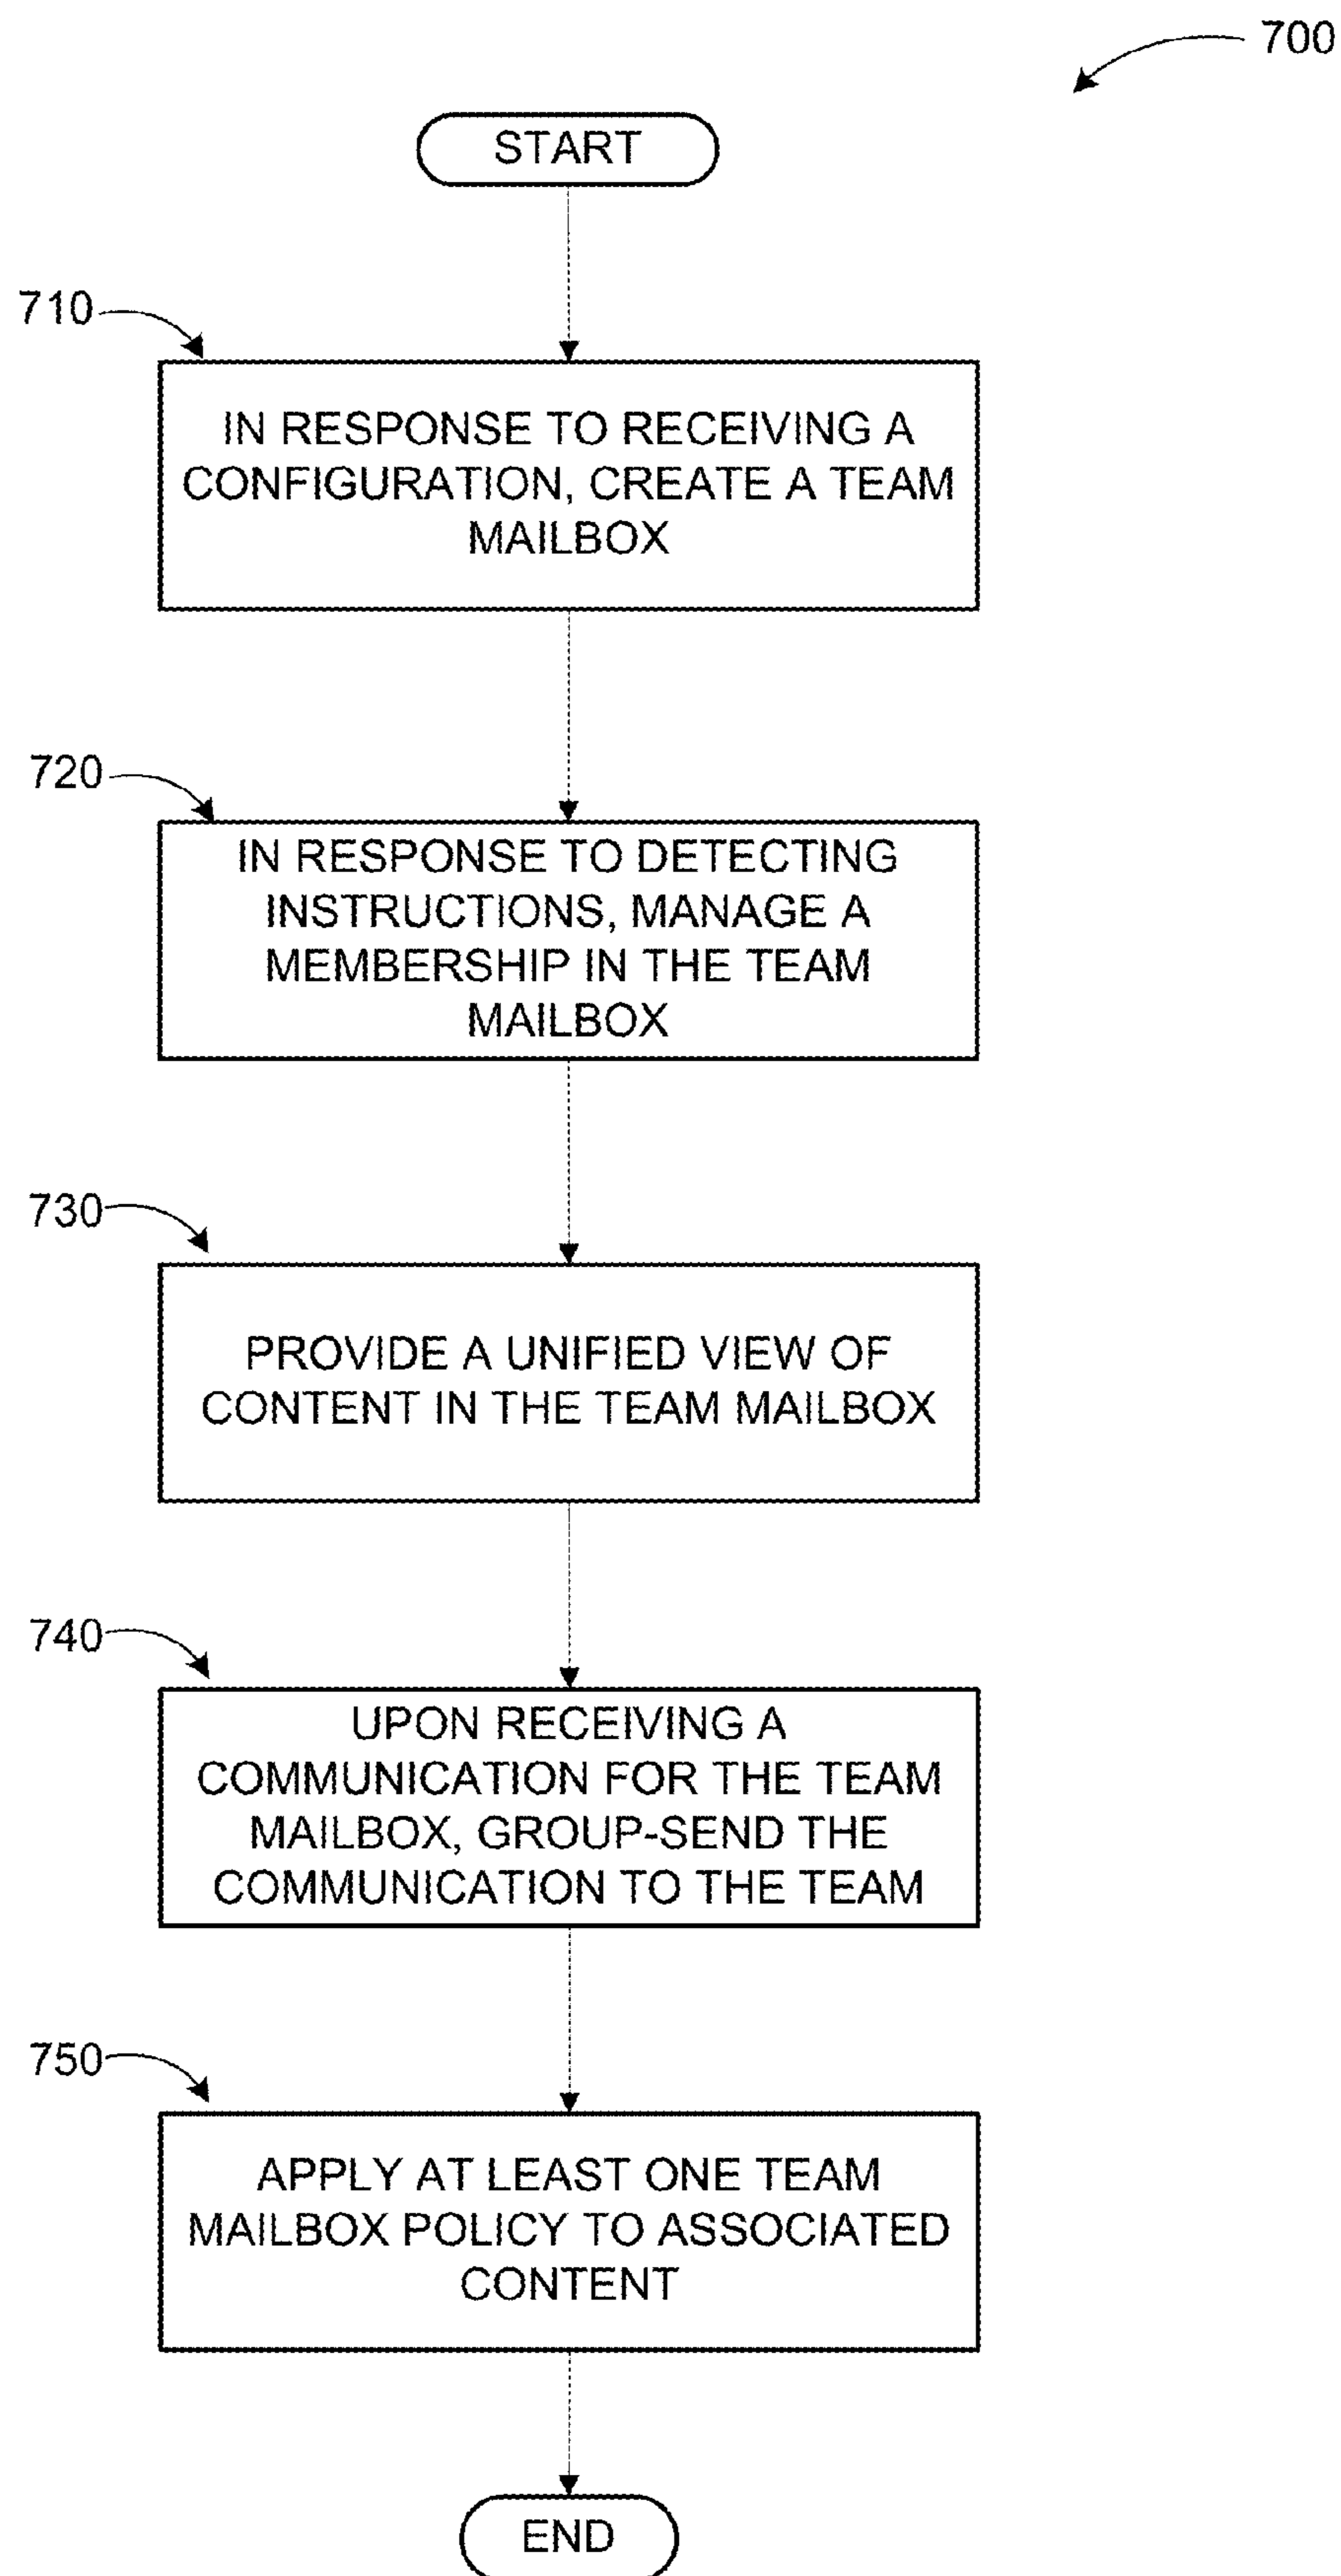 700
START
710
IN RESPONSE TO RECEIVING A
CONFIGURATION, CREATE A TEAM
MAILBOX
720
IN RESPONSE TO DETECTING
INSTRUCTIONS, MANAGE A
MEMBERSHIP IN THE TEAM
MAILBOX
730
PROVIDE A UNIFIED VIEW OF
CONTENT IN THE TEAM MAILBOX
740
UPON RECEIVING A
COMMUNICATION FOR THE TEAM
MAILBOX, GROUP-SEND THE
COMMUNICATION TO THE TEAM
750
APPLY AT LEAST ONE TEAM
MAILBOX POLICY TO ASSOCIATED
CONTENT
END